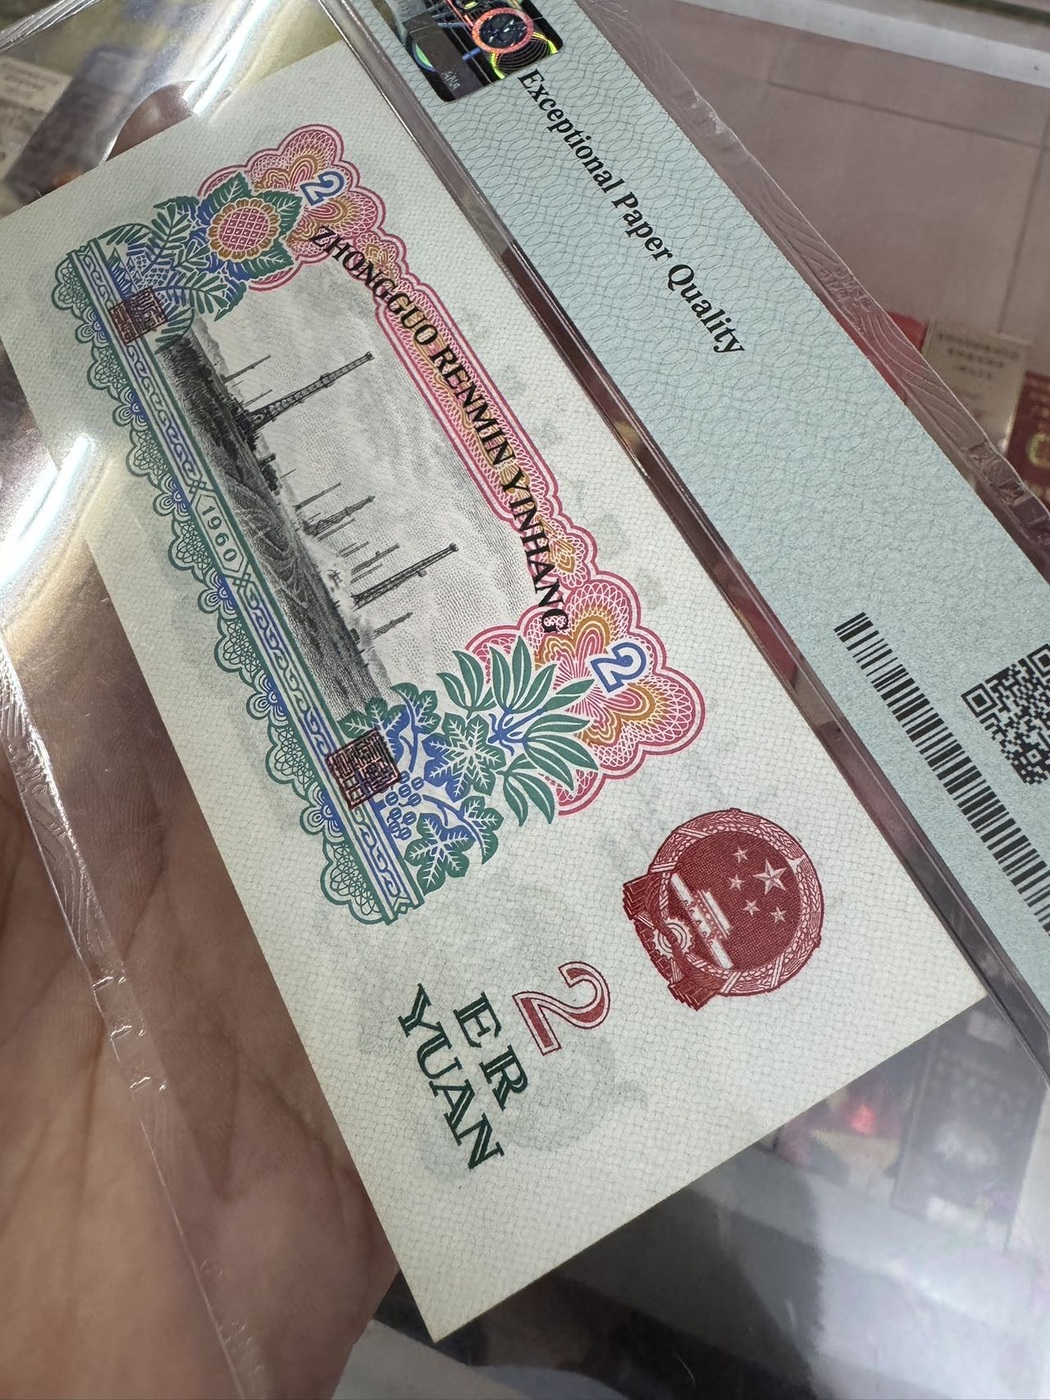 Exceptional Paper Quality
2
ZHONGGUO RENMIN YINHANG
2
1960
2
ER
YUAN